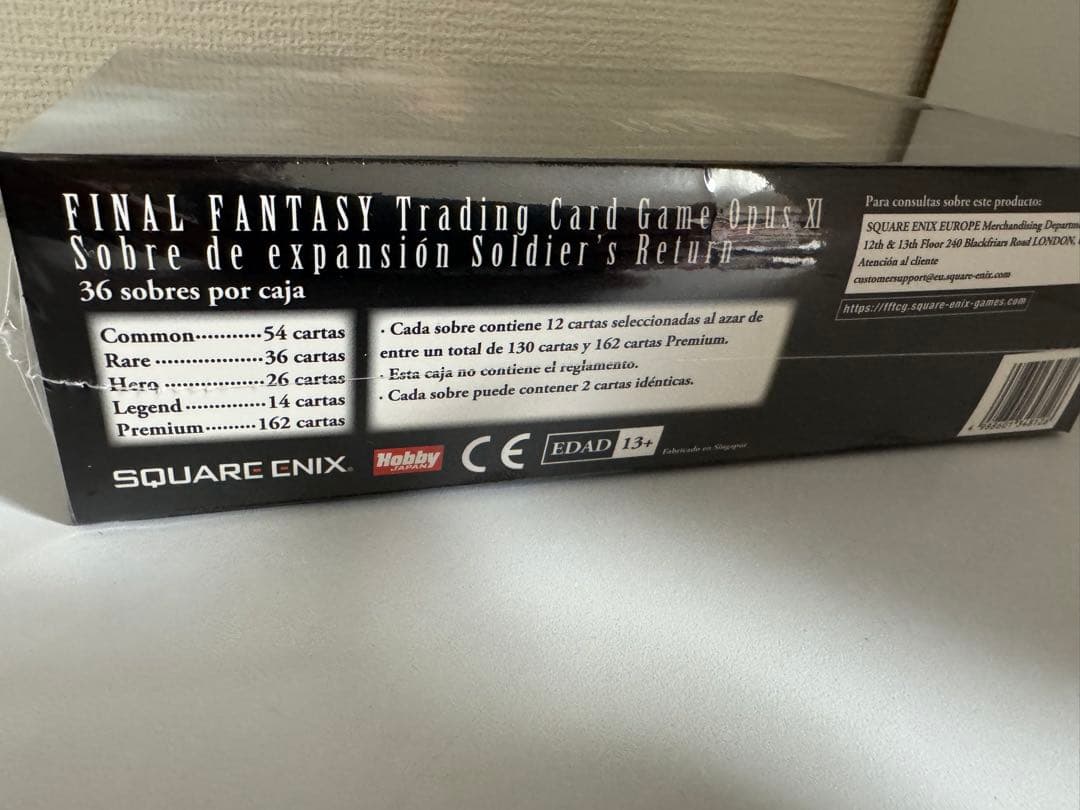 FINAL FANTASY Trading Card Game Opus XI
Sobre de expansión Soldier's Return
36 sobres por caja
Common··········54 cartas
Rare················36 cartas
Hero·················26 cartas
Legend·············14 cartas
Premium·········162 cartas
· Cada sobre contiene 12 cartas seleccionadas al azar de
entre un total de 130 cartas y 162 cartas Premium.
· Esta caja no contiene el reglamento.
· Cada sobre puede contener 2 cartas idénticas.
SQUARE ENIX.
Hobby
JAPAN
CE
EDAD 13+
Fabricado en Singapur
Para consultas sobre este producto:
SQUARE ENIX EUROPE Merchandising
12th & 13th Floor 240 Blackfriars Road LONDON,
Atención al cliente
customersupport@eu.square-enix.com
https://fftcg.square-enix-games.com